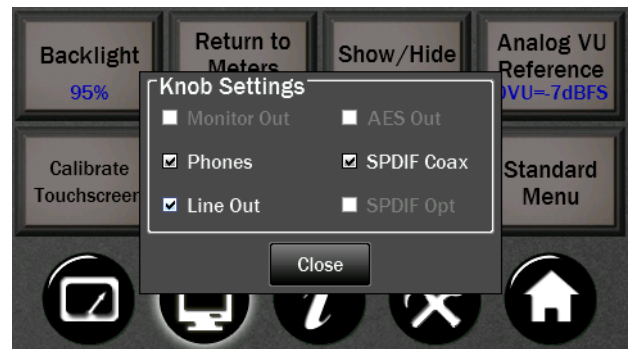 Backlight
95%
Return to
Meters
Show/Hide
Analog VU
Reference
0VU=-7dBFS
Knob Settings
Monitor Out
AES Out
Phones
SPDIF Coax
Line Out
SPDIF Opt
Calibrate
Touchscreen
Standard
Menu
Close